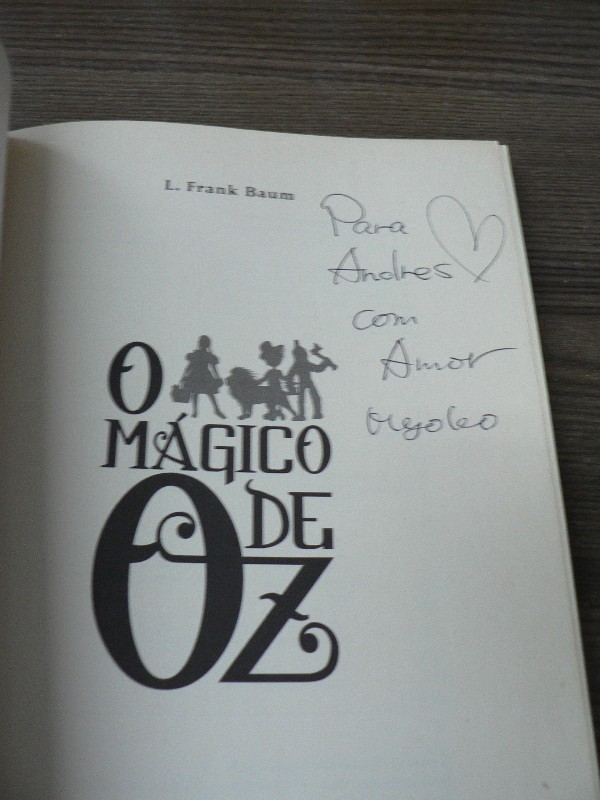 L. Frank Baum
Para
Andres
com
Amor
O
MÁGICO
DE
OZ